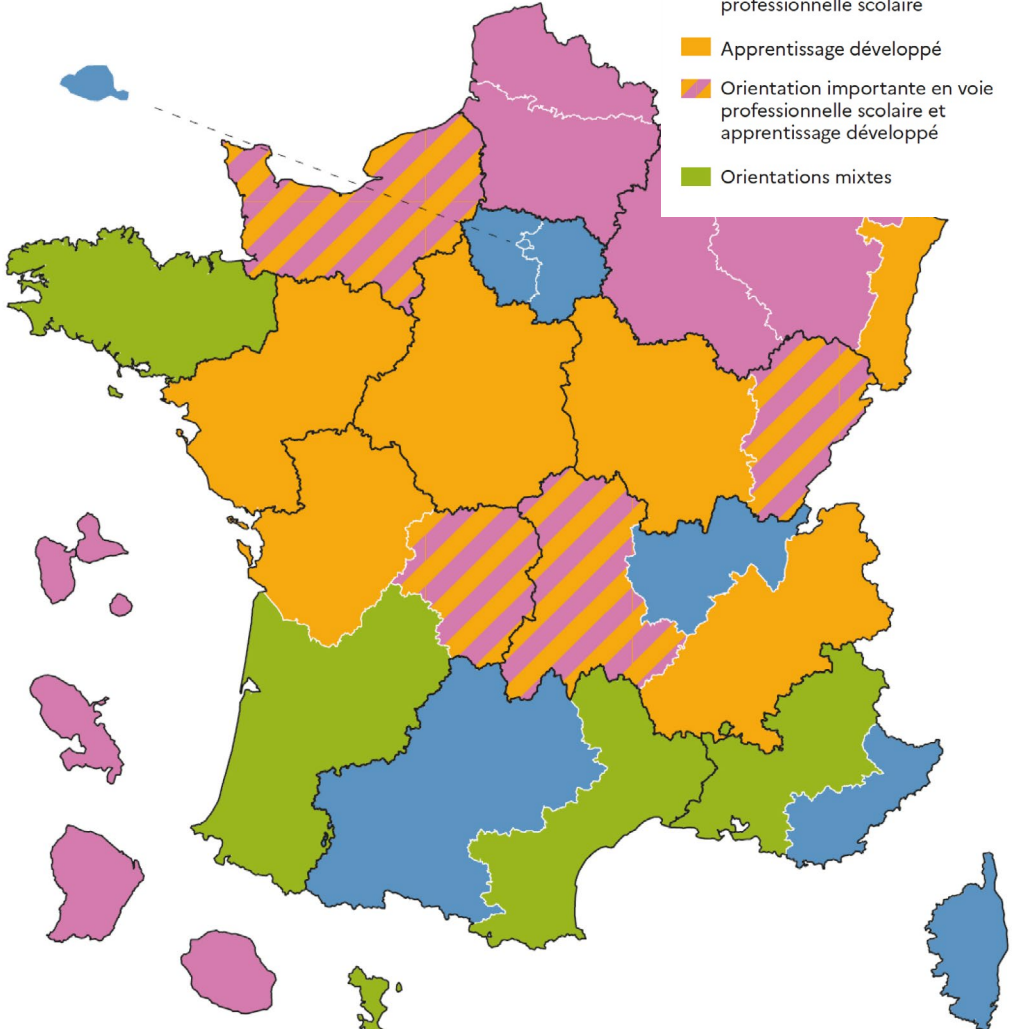 professionnelle scolaire
Apprentissage développé
Orientation importante en voie
professionnelle scolaire et
apprentissage développé
Orientations mixtes